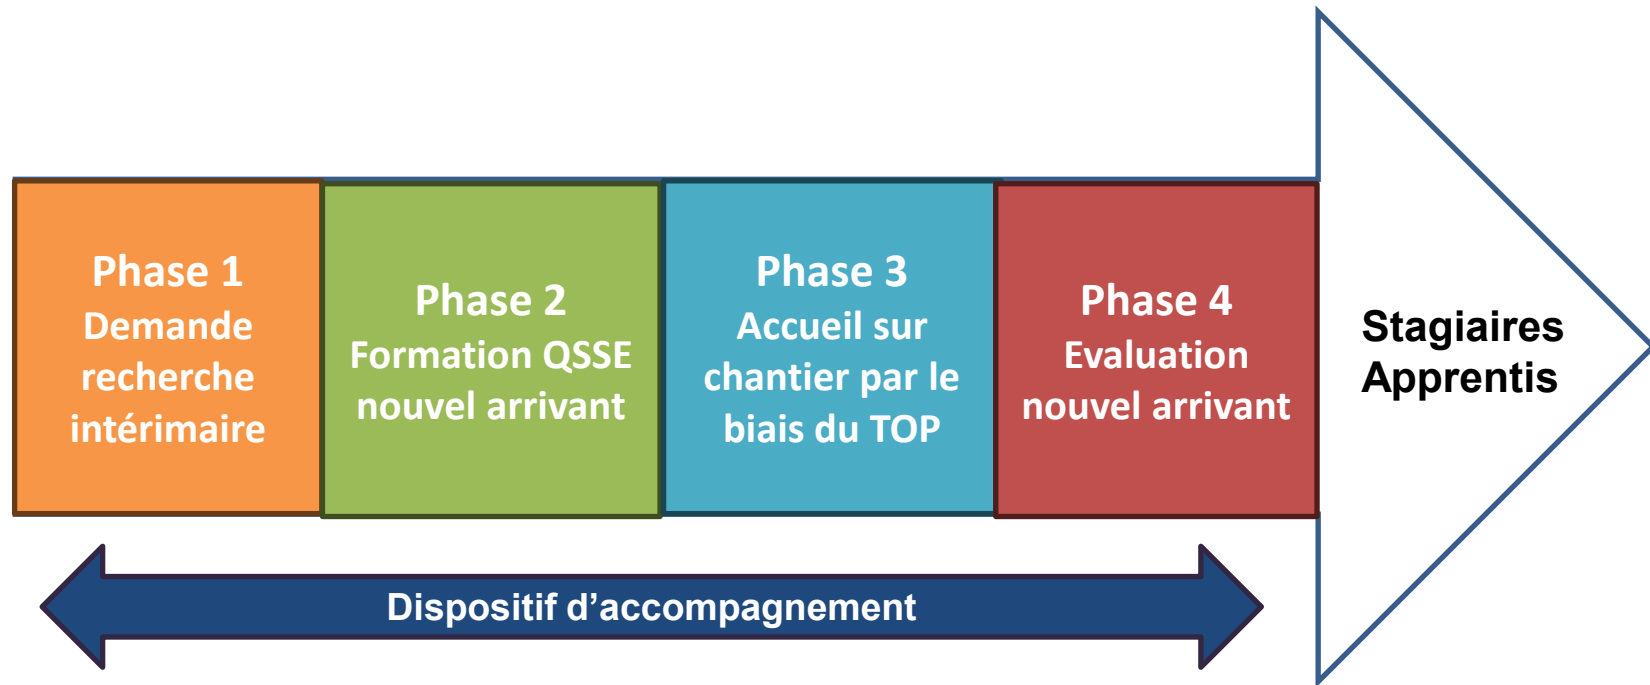 Phase 1
Demande
recherche
intérimaire
Phase 2
Formation QSSE
nouvel arrivant
Phase 3
Accueil sur
chantier par le
biais du TOP
Phase 4
Evaluation
nouvel arrivant
Stagiaires
Apprentis
Dispositif d’accompagnement